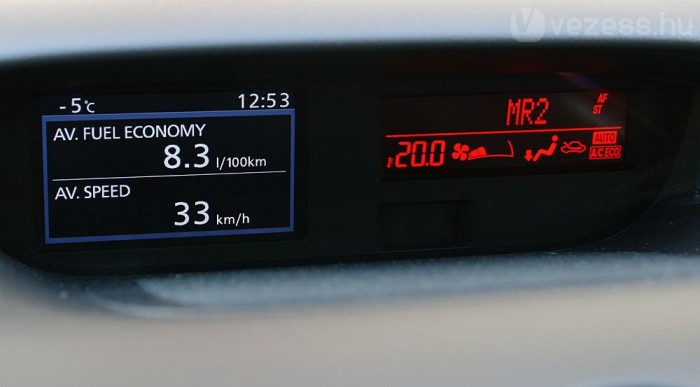 vezess.hu
-5°C 12:53
AV. FUEL ECONOMY
8.3 l/100km
AV. SPEED
33 km/h
AF
MR2 ST
20.0 AUTO
A/C ECO